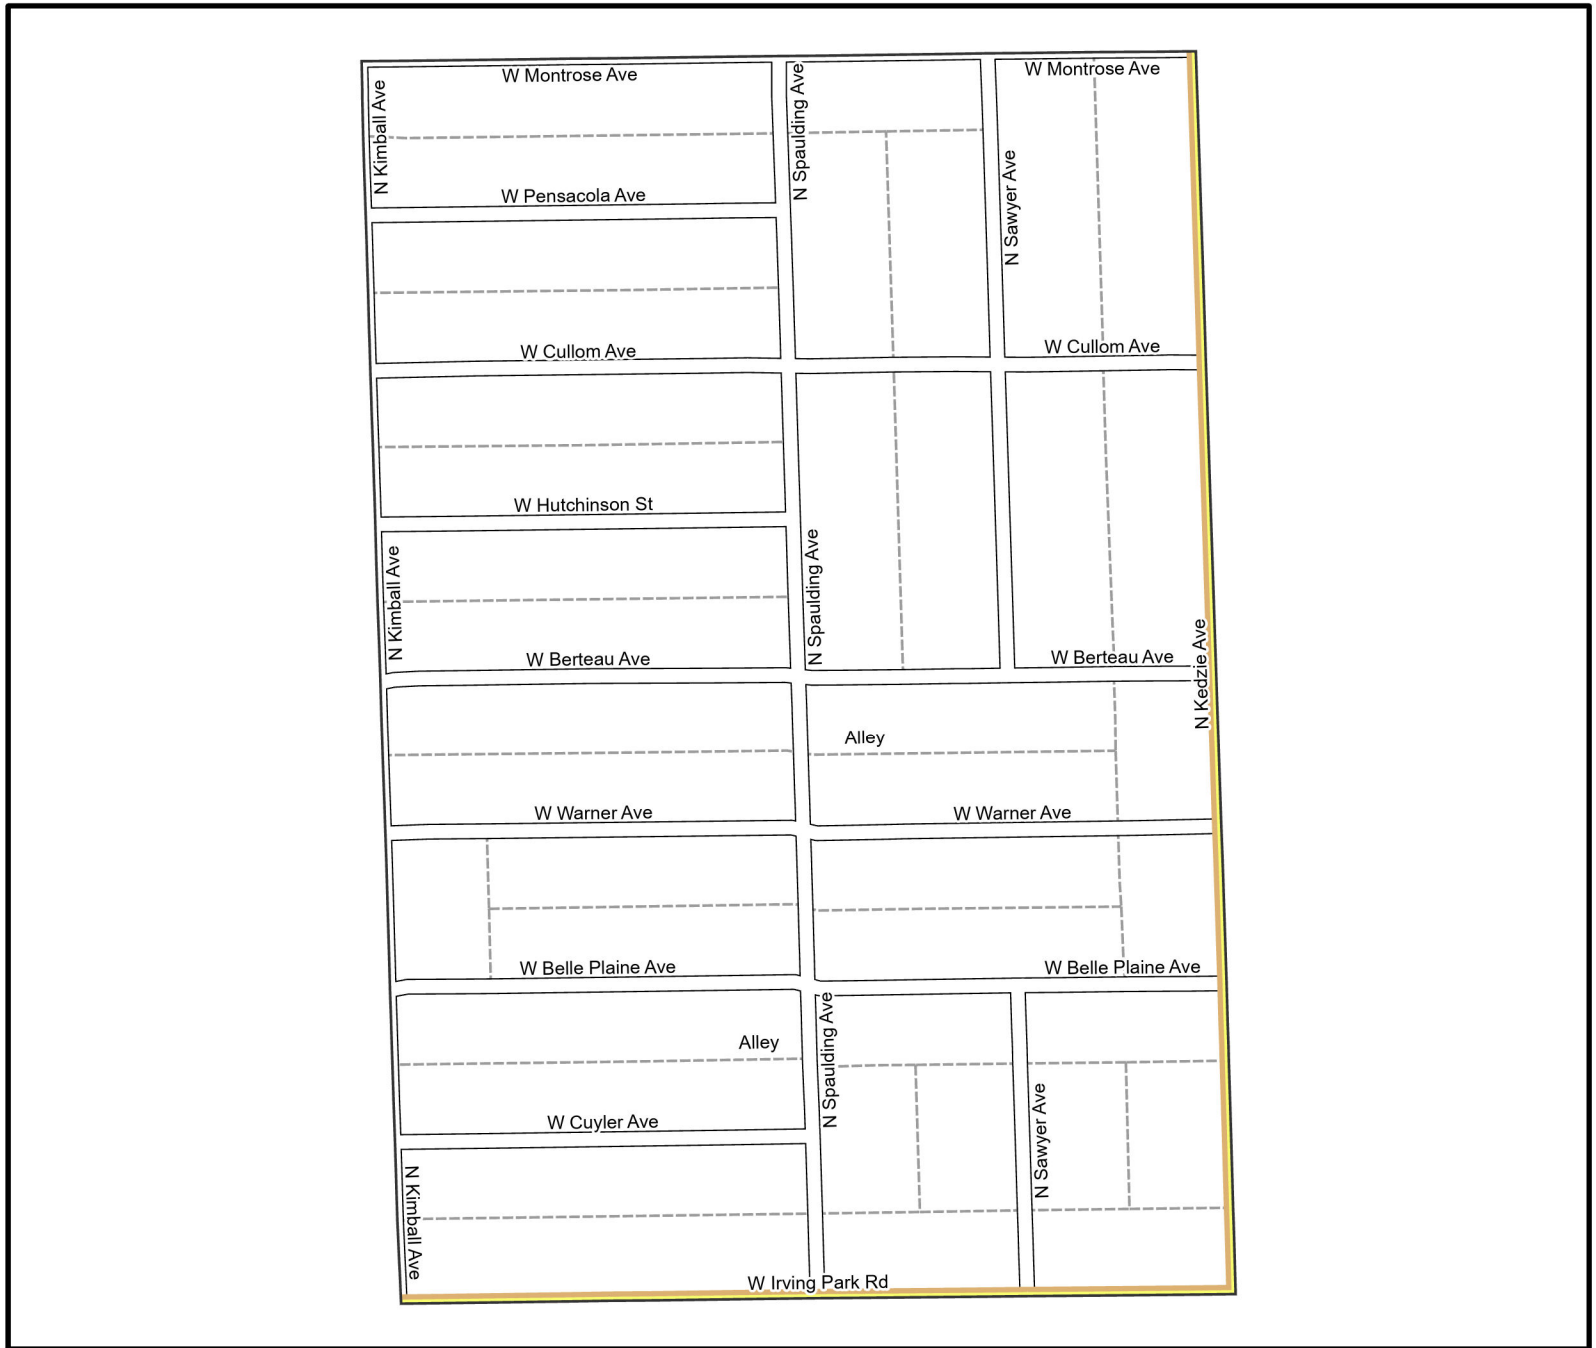 W Montrose Ave
W Montrose Ave
N Kimball Ave
N Spaulding Ave
N Sawyer Ave
W Pensacola Ave
W Cullom Ave
W Cullom Ave
W Hutchinson St
N Kimball Ave
N Spaulding Ave
W Berteau Ave
W Berteau Ave
N Kedzie Ave
Alley
W Warner Ave
W Warner Ave
W Belle Plaine Ave
W Belle Plaine Ave
Alley
N Spaulding Ave
W Cuyler Ave
N Sawyer Ave
N Kimball Ave
W Irving Park Rd